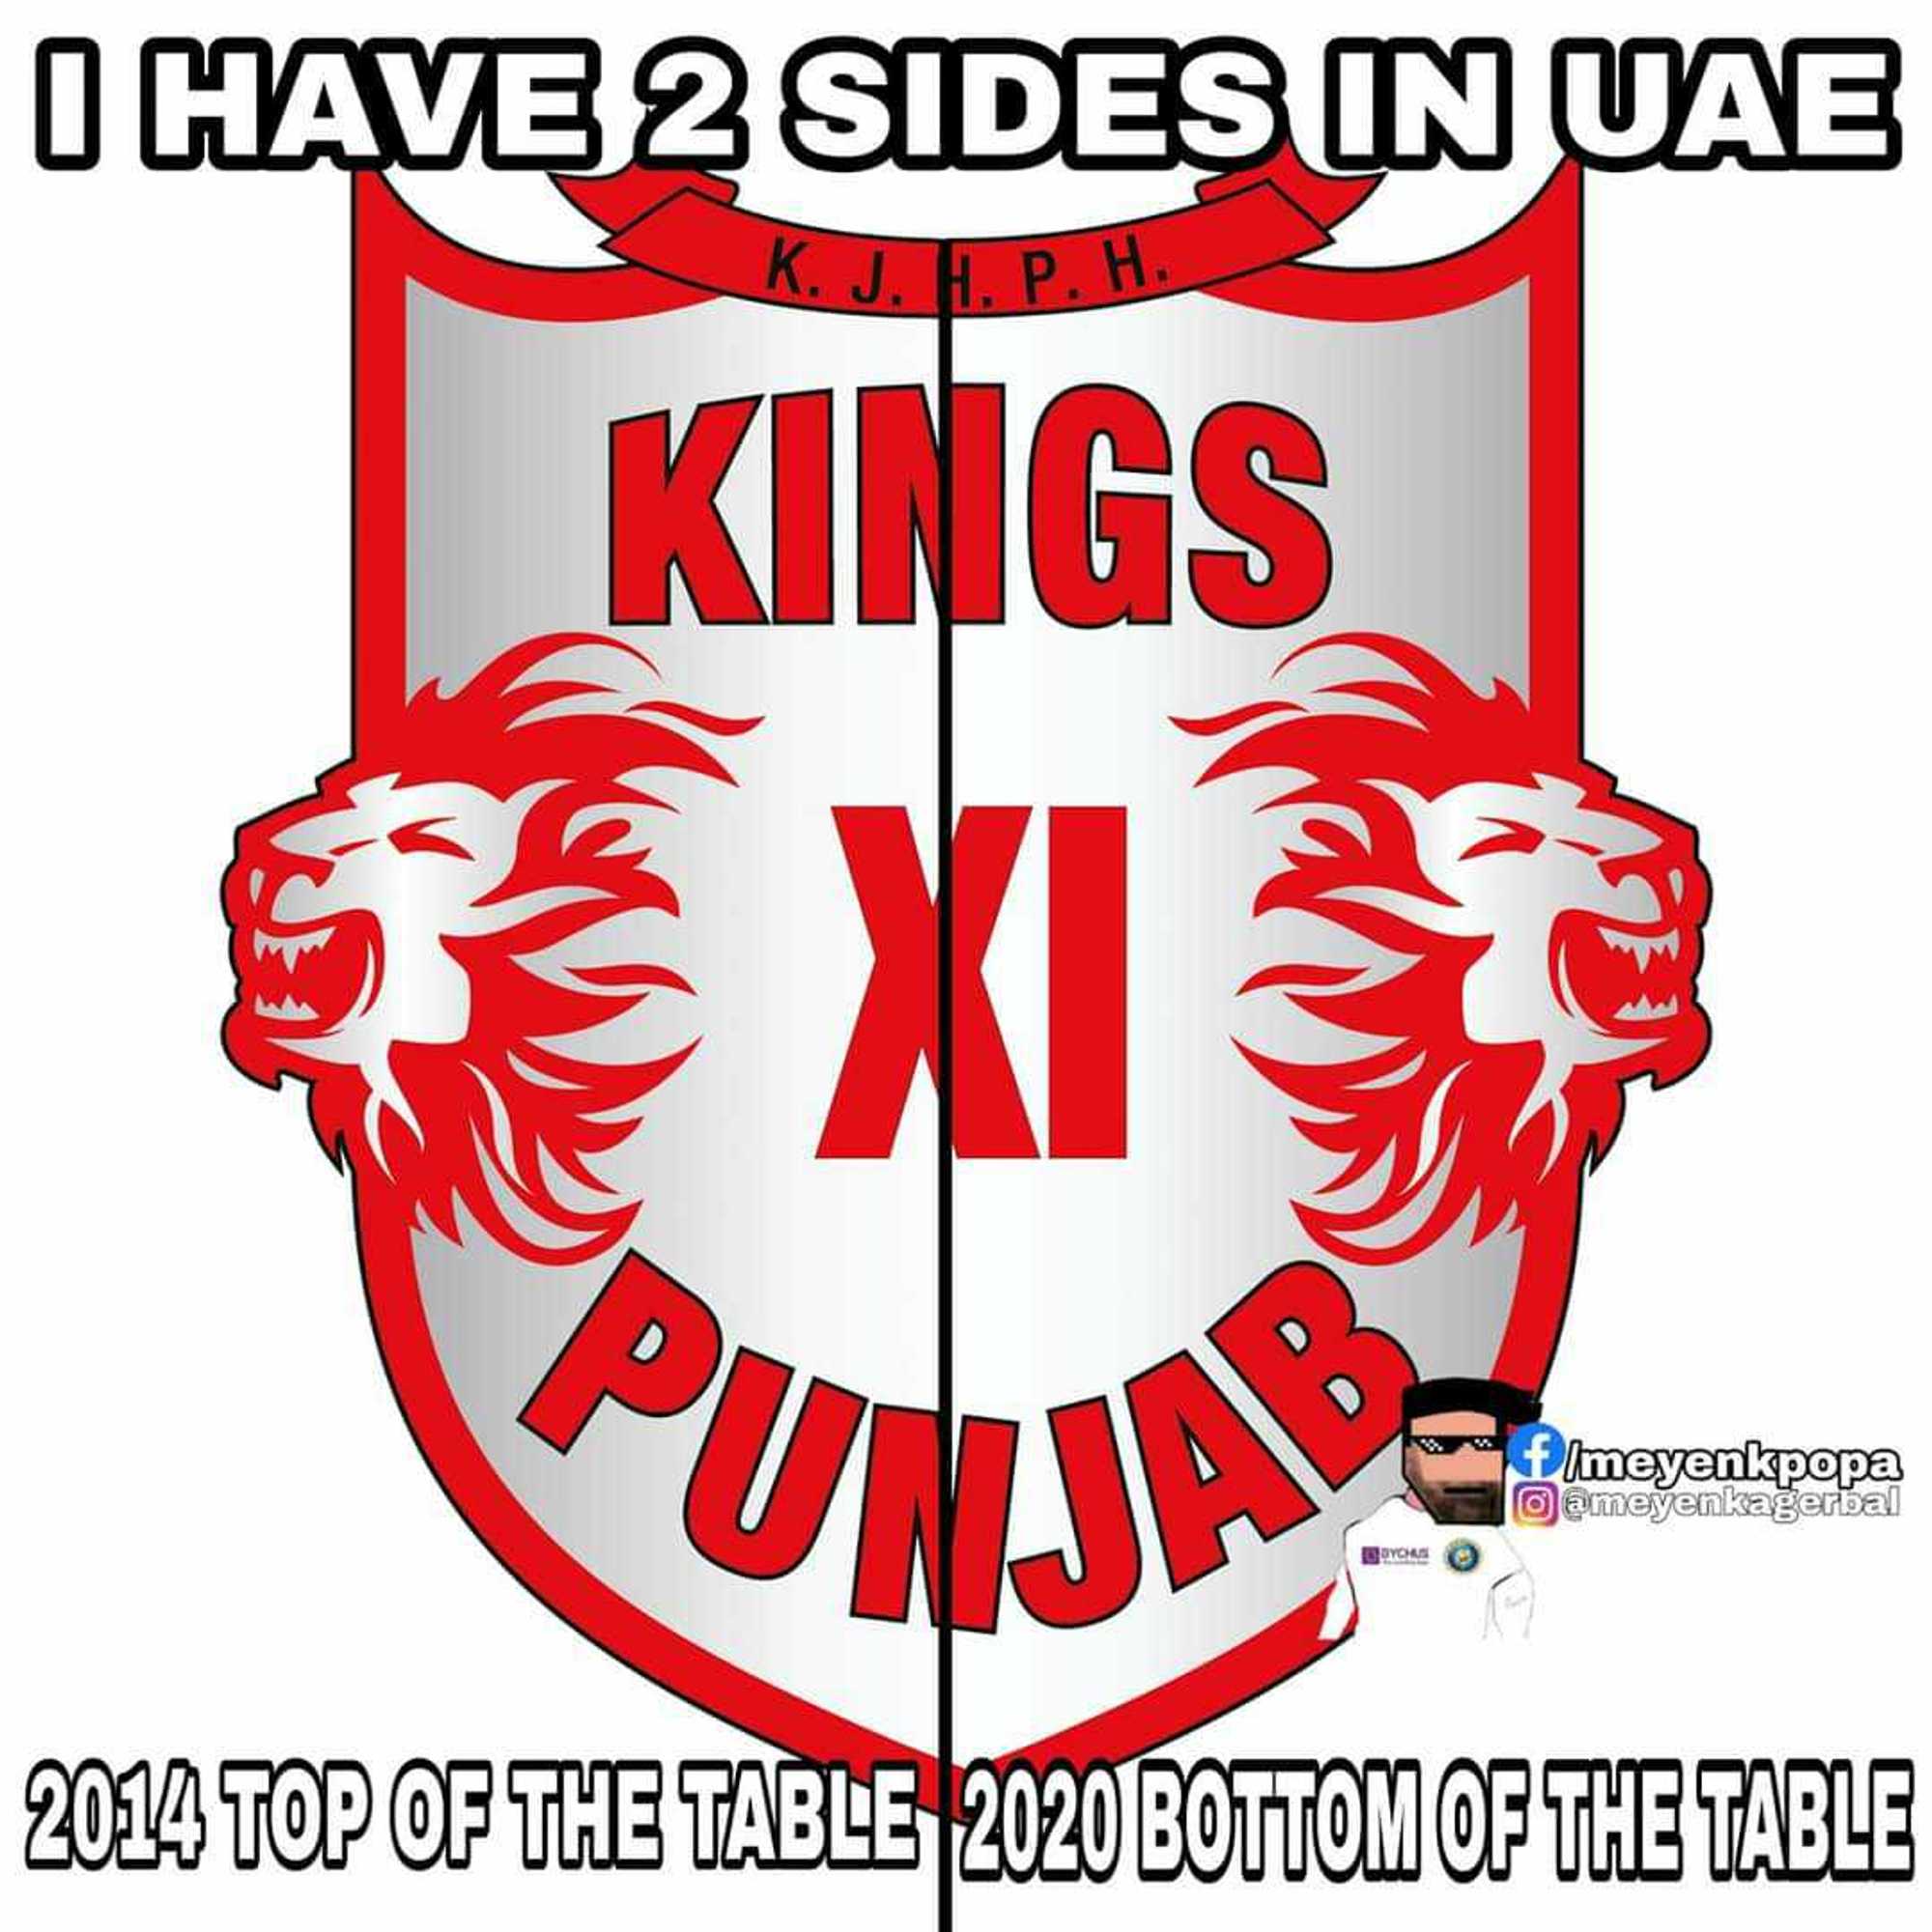 I HAVE 2 SIDES IN UAE
K. J. H. P. H.
KINGS
XI
PUNJAB
/meyenkpopa
@meyenkagerbal
BYCHUS
2014 TOP OF THE TABLE 2020 BOTTOM OF THE TABLE